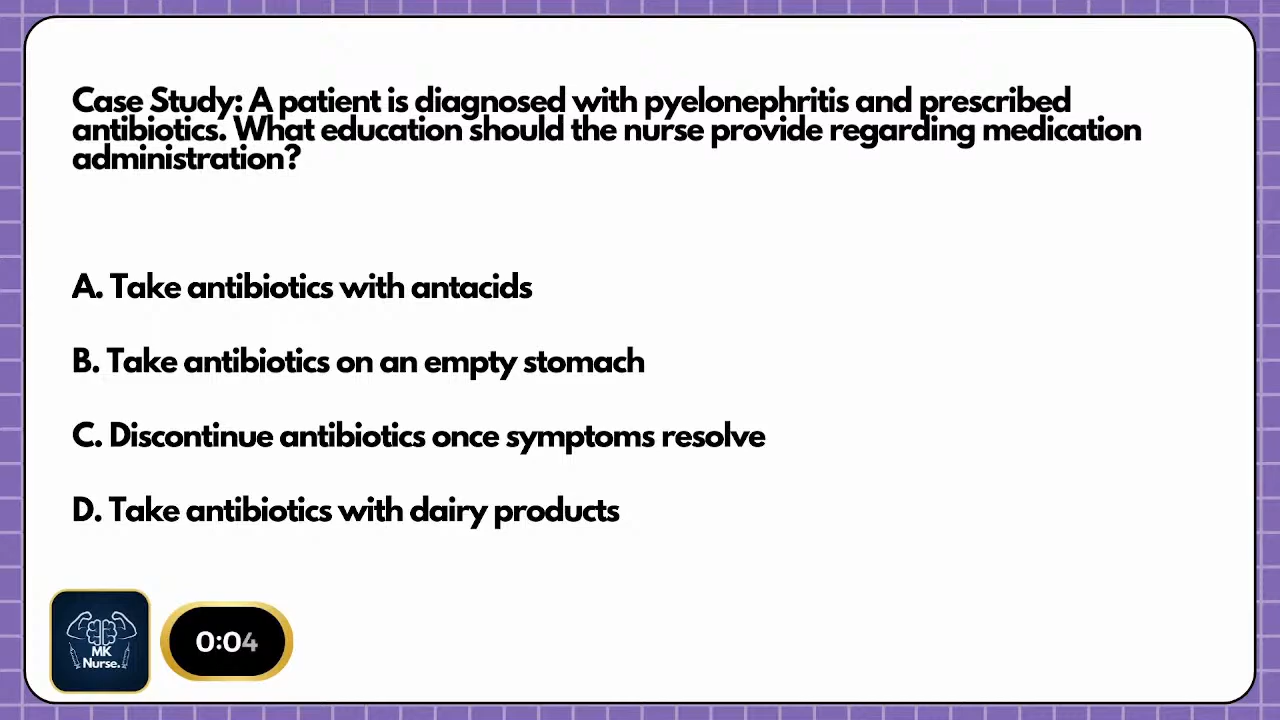 Case Study: A patient is diagnosed with pyelonephritis and prescribed
antibiotics. What education should the nurse provide regarding medication
administration?
A. Take antibiotics with antacids
B. Take antibiotics on an empty stomach
C. Discontinue antibiotics once symptoms resolve
D. Take antibiotics with dairy products
MK
Nurse.
0:04